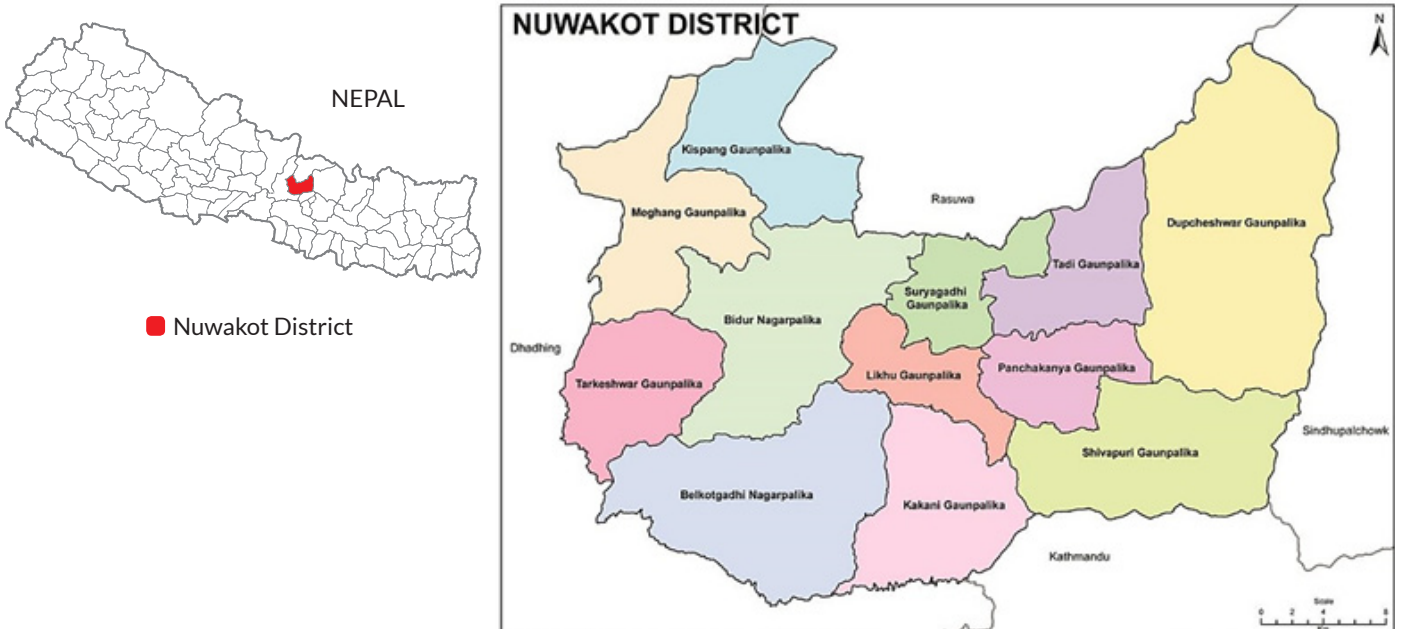 NEPAL
Nuwakot District
NUWAKOT DISTRICT
N
Kispang Gaunpalika
Rasuwa
Meghang Gaunpalika
Dupcheshwar Gaunpalika
Tadi Gaunpalika
Suryagadhi
Gaunpalika
Bidur Nagarpalika
Dhadhing
Likhu Gaunpalika
Panchakanya Gaunpalika
Tarkeshwar Gaunpalika
Sindhupalchowk
Shivapuri Gaunpalika
Belkotgadhi Nagarpalika
Kakani Gaunpalika
Kathmandu
Scale
0 2 4 8